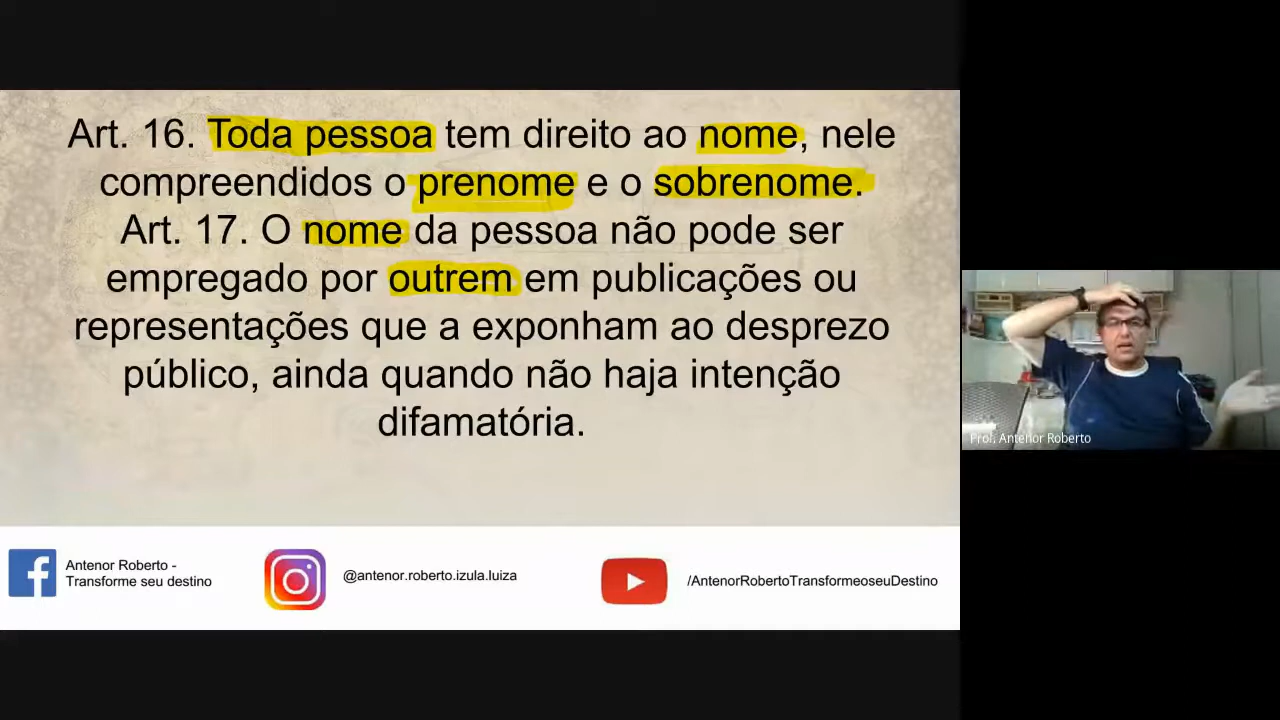 Art. 16. Toda pessoa tem direito ao nome, nele
compreendidos o prenome e o sobrenome.
Art. 17. O nome da pessoa não pode ser
empregado por outrem em publicações ou
representações que a exponham ao desprezo
público, ainda quando não haja intenção
difamatória.
Prof. Antenor Roberto
Antenor Roberto -
Transforme seu destino
@antenor.roberto.izula.luiza
/AntenorRobertoTransformeoseuDestino